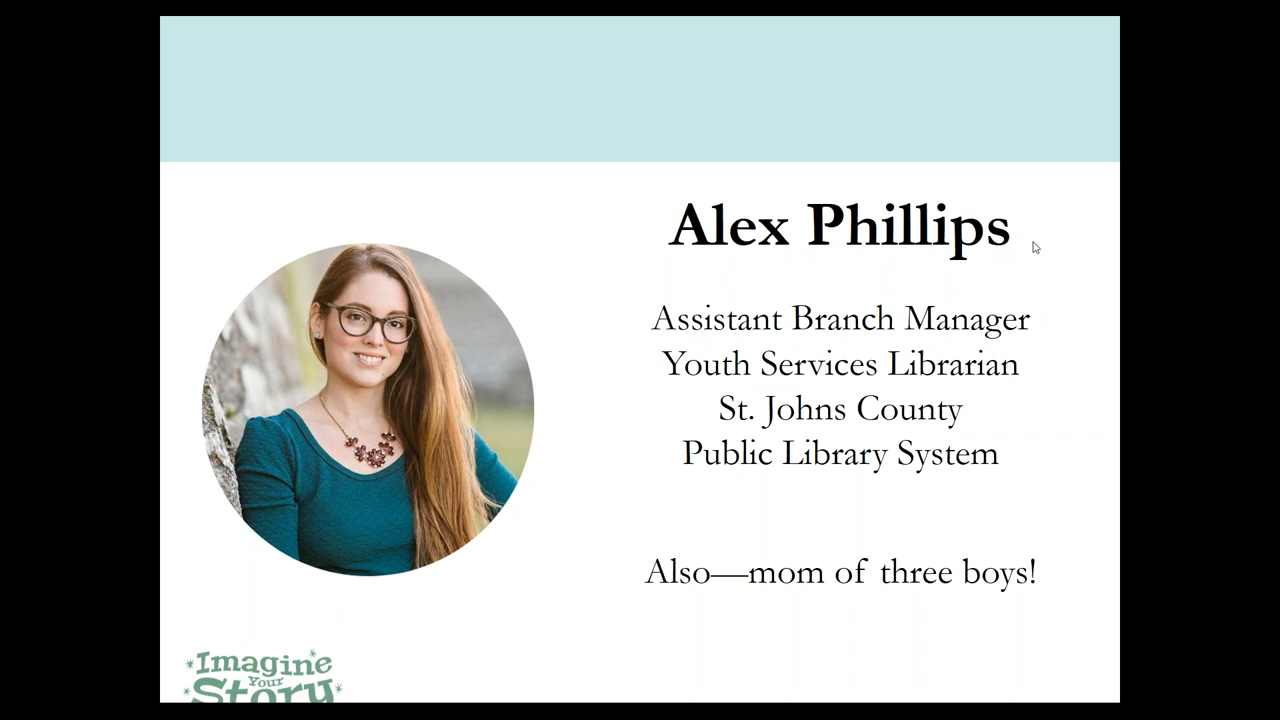 Alex Phillips
Assistant Branch Manager
Youth Services Librarian
St. Johns County
Public Library System
Also—mom of three boys!
Imagine
Your
Story